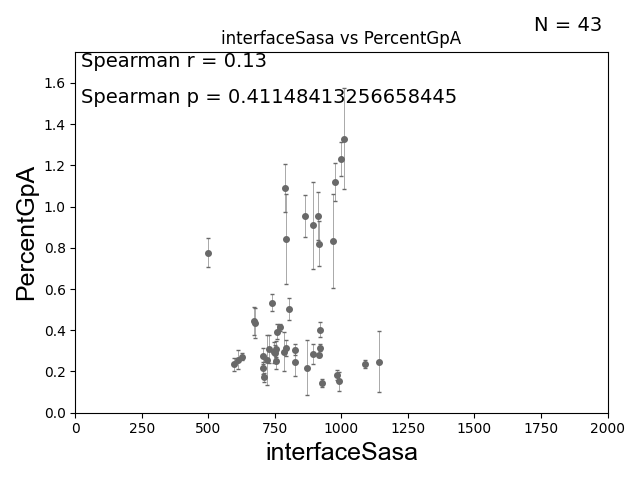 N = 43
interfaceSasa vs PercentGpA
Spearman r = 0.13
Spearman p = 0.41148413256658445
PercentGpA
1.6
1.4
1.2
1.0
0.8
0.6
0.4
0.2
0.0
0 250 500 750 1000 1250 1500 1750 2000
interfaceSasa